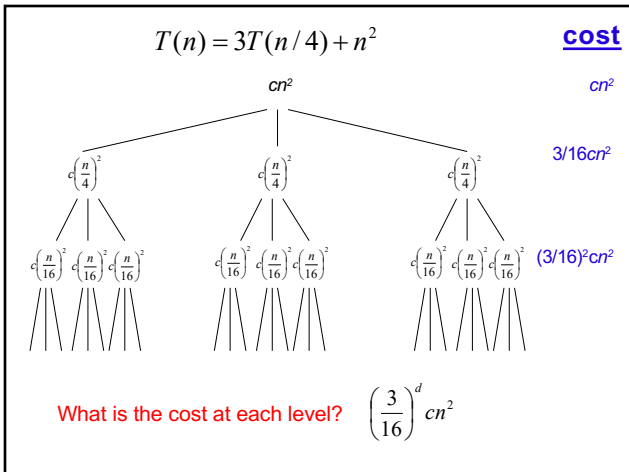 T(n) = 3T(n/4) + n² cost
cn² cn²
c(n/4)² c(n/4)² c(n/4)² 3/16cn²
c(n/16)² c(n/16)² c(n/16)² c(n/16)² c(n/16)² c(n/16)² c(n/16)² c(n/16)² c(n/16)² (3/16)²cn²
What is the cost at each level? (3/16)ᵈ cn²